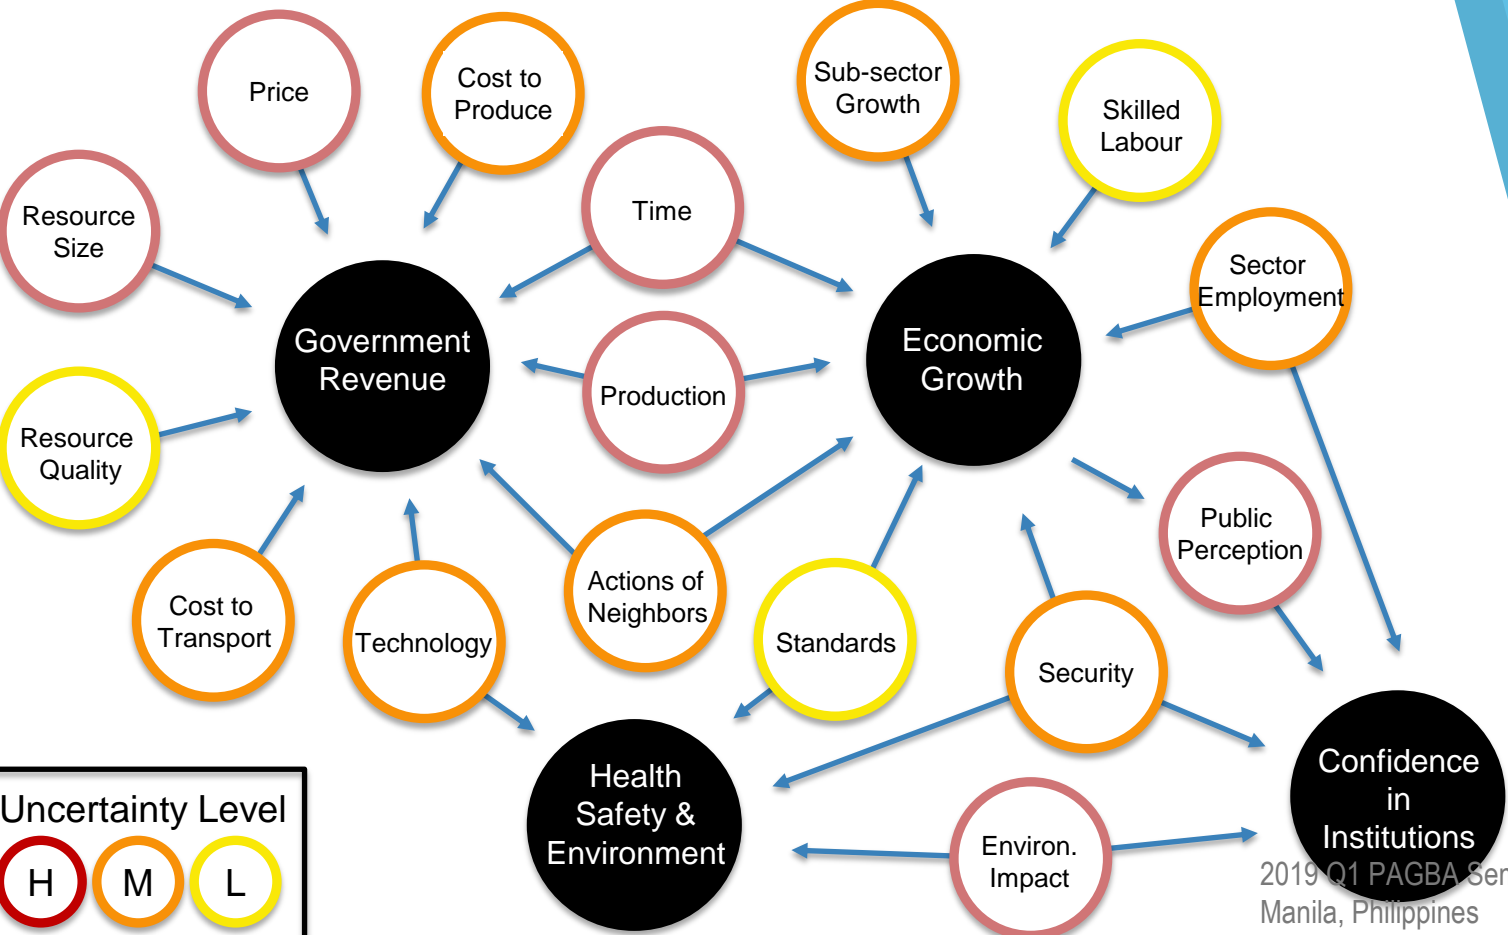 Price
Cost to
Produce
Sub-sector
Growth
Skilled
Labour
Resource
Size
Time
Sector
Employment
Government
Revenue
Economic
Growth
Production
Resource
Quality
Public
Perception
Cost to
Transport
Technology
Actions of
Neighbors
Standards
Security
Health
Safety &
Environment
Environ.
Impact
Confidence
in
Institutions
Uncertainty Level
H M L
2019 Q1 PAGBA Sem
Manila, Philippines